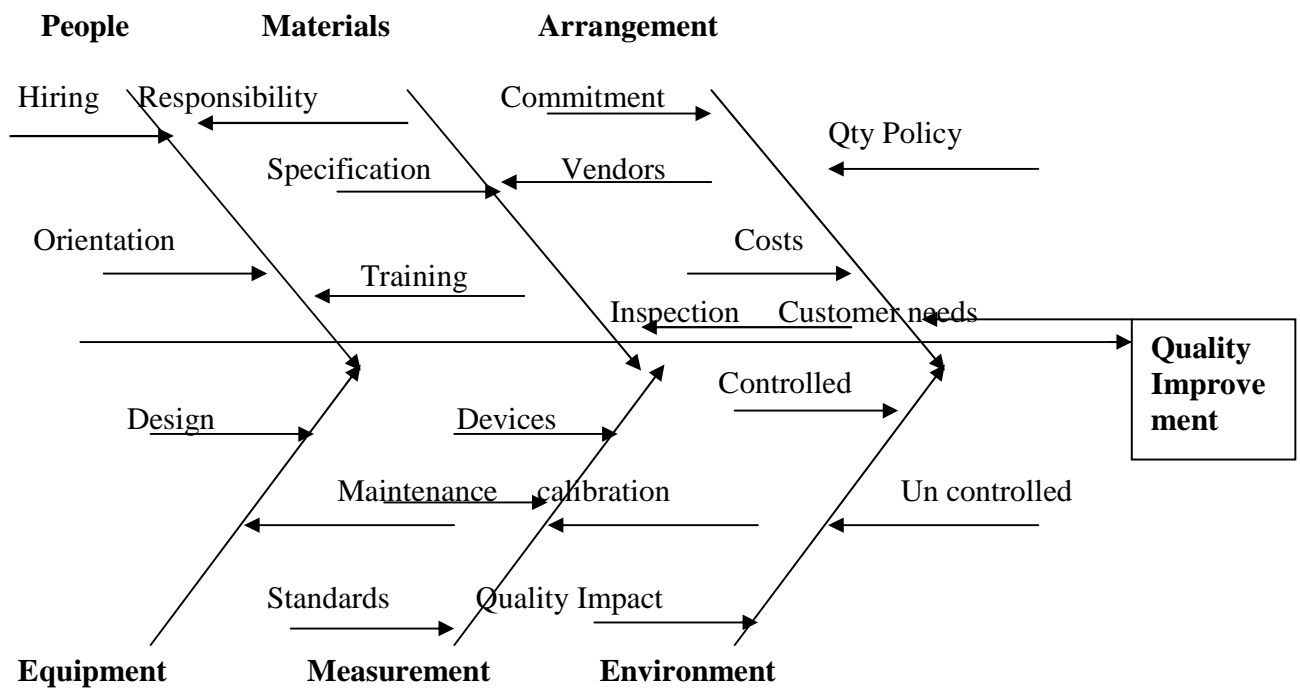 People Materials Arrangement
Hiring Responsibility Commitment
Qty Policy
Specification Vendors
Orientation Costs
Training
Inspection Customer needs
Quality
Improve
ment
Controlled
Design Devices
Maintenance calibration Un controlled
Standards Quality Impact
Equipment Measurement Environment